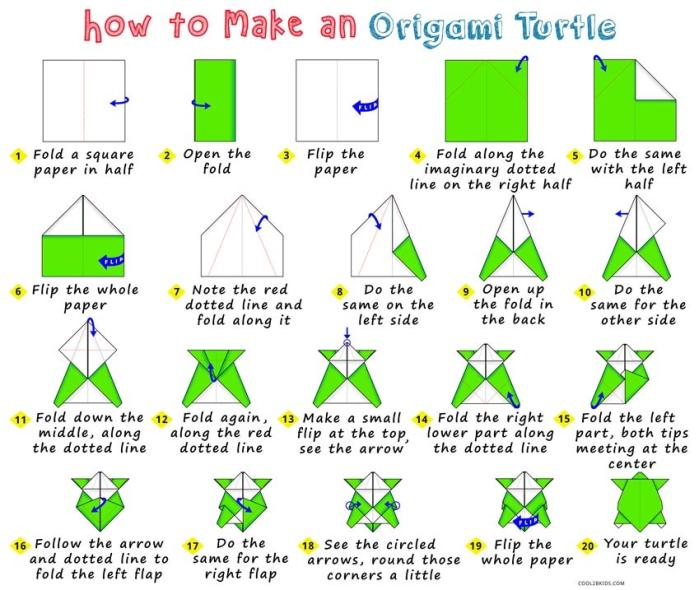 how to Make an Origami Turtle
1 Fold a square
paper in half
2 Open the
fold
FLIP
3 Flip the
paper
4 Fold along the
imaginary dotted
line on the right half
5 Do the same
with the left
half
FLIP
6 Flip the whole
paper
7 Note the red
dotted line and
fold along it
8 Do the
same on the
left side
9 Open up
the fold in
the back
10 Do the
same for the
other side
11 Fold down the
middle, along
the dotted line
12 Fold again,
along the red
dotted line
13 Make a small
flip at the top,
see the arrow
14 Fold the right
lower part along
the dotted line
15 Fold the left
part, both tips
meeting at the
center
16 Follow the arrow
and dotted line to
fold the left flap
17 Do the
same for the
right flap
18 See the circled
arrows, round those
corners a little
FLIP
19 Flip the
whole paper
20 Your turtle
is ready
COOL2BKIDS.COM